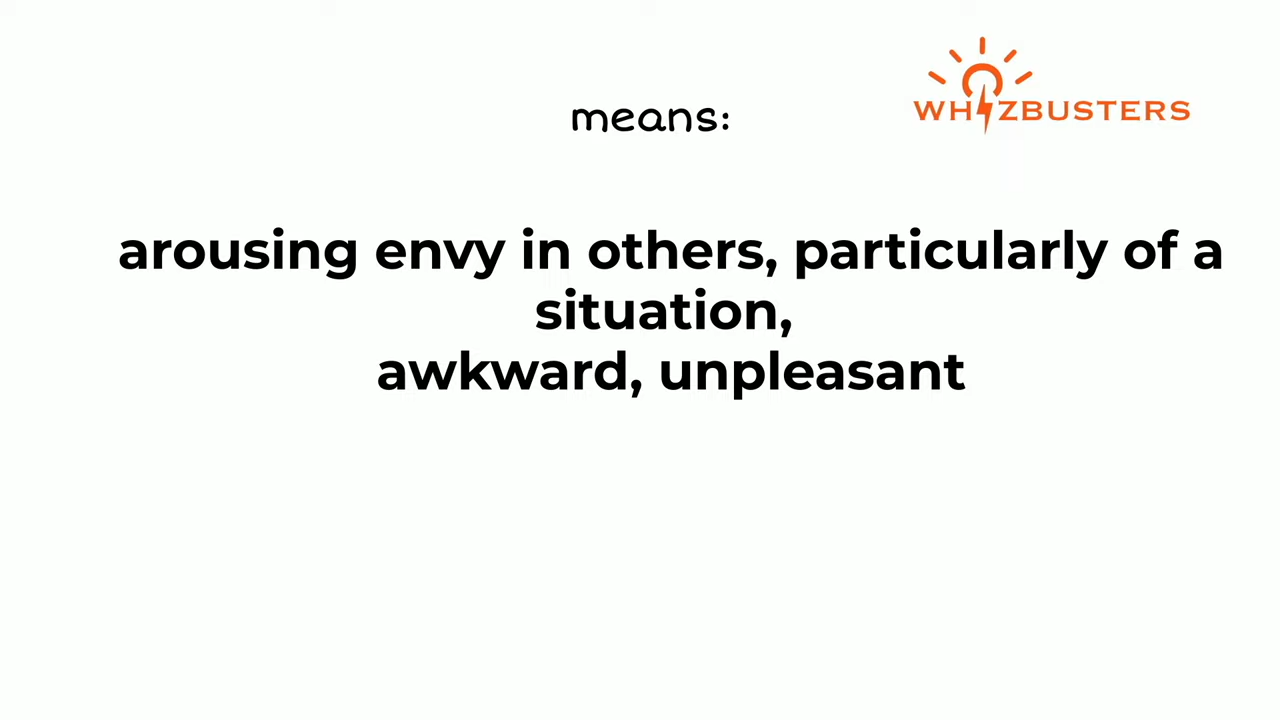 WHIZBUSTERS
means:
arousing envy in others, particularly of a
situation,
awkward, unpleasant